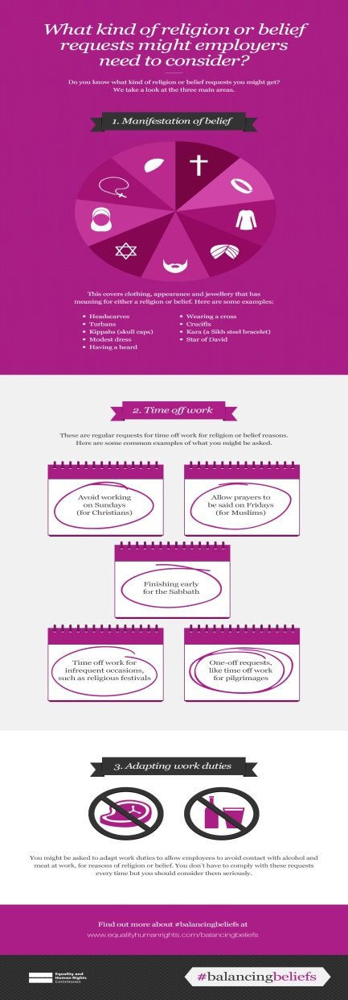 What kind of religion or belief
requests might employers
need to consider?
Do you know what kind of religion or belief requests you might get?
We take a look at the three main areas.
1. Manifestation of belief
This covers clothing, appearance and jewellery that has
meaning for either a religion or belief. Here are some examples:
• Headscarves
• Turbans
• Kippahs (skull caps)
• Modest dress
• Having a beard
• Wearing a cross
• Crucifix
• Kara (a Sikh steel bracelet)
• Star of David
2. Time off work
These are regular requests for time off work for religion or belief reasons.
Here are some common examples of what you might be asked.
Avoid working
on Sundays
(for Christians)
Allow prayers to
be said on Fridays
(for Muslims)
Finishing early
for the Sabbath
Time off work for
infrequent occasions,
such as religious festivals
One-off requests,
like time off work
for pilgrimages
3. Adapting work duties
You might be asked to adapt work duties to allow employees to avoid contact with alcohol and
meat at work, for reasons of religion or belief. You don't have to comply with these requests
every time but you should consider them seriously.
Find out more about #balancingbeliefs at
www.equalityhumanrights.com/balancingbeliefs
Equality and
Human Rights
Commission
#balancingbeliefs